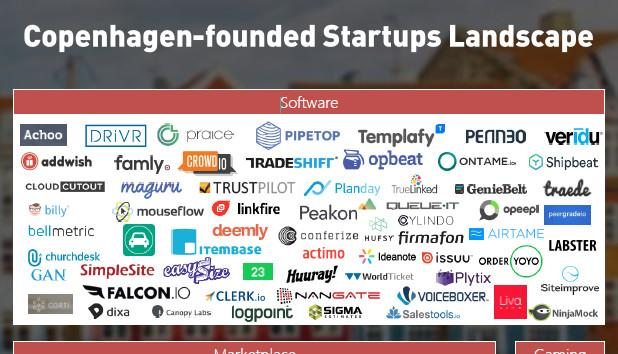 Copenhagen-founded Startups Landscape
Software
Achoo DRiVR praice PIPETOP Templafy PENN3O veridu
addwish famly CROWDIO TRADESHIFT opbeat ONTAME.io Shipbeat
CLOUDCUTOUT maguru TRUSTPILOT Planday TrueLinked GenieBelt traede
billy mouseflow linkfire Peakon QUEUE-IT CYLINDO opeepl peergradeio
bellmetric ITEMBASE deemly conferize HUFSY firmafon AIRTAME LABSTER
churchdesk actimo Ideanote issuu ORDER YOYO
GAN SimpleSite easySize 23 Huuray! WorldTicket Plytix Siteimprove
CORTI FALCON.IO CLERK.io NANGATE VOICEBOXER Liva
dixa Canopy Labs logpoint SIGMA ESTIMATES Salestools.io NinjaMock
Marketplace Gaming